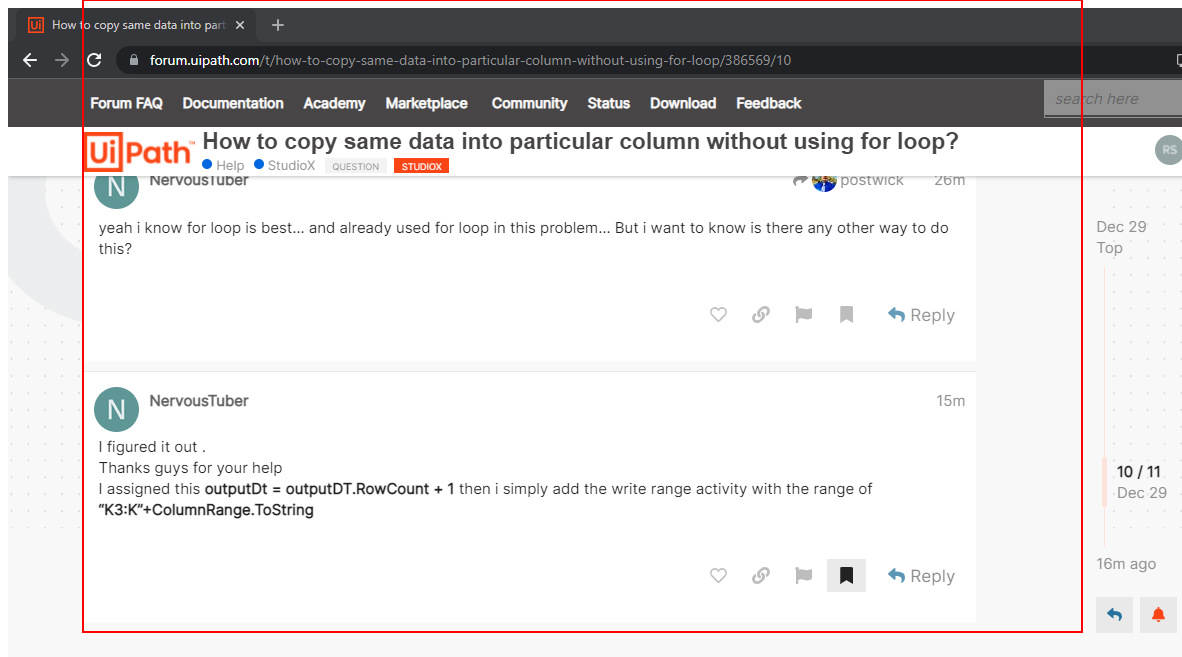 Ui How to copy same data into part
forum.uipath.com/t/how-to-copy-same-data-into-particular-column-without-using-for-loop/386569/10
Forum FAQ Documentation Academy Marketplace Community Status Download Feedback
search here
UiPath™ How to copy same data into particular column without using for loop?
Help StudioX QUESTION STUDIOX
RS
N NervousTuber postwick 26m
yeah i know for loop is best... and already used for loop in this problem... But i want to know is there any other way to do
this?
Reply
Dec 29
Top
N NervousTuber 15m
I figured it out .
Thanks guys for your help
I assigned this outputDt = outputDT.RowCount + 1 then i simply add the write range activity with the range of
“K3:K”+ColumnRange.ToString
10 / 11
Dec 29
Reply
16m ago